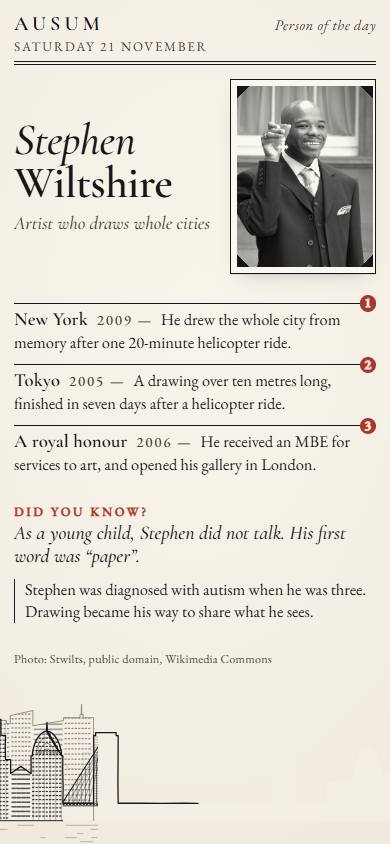 AUSUM
Person of the day
SATURDAY 21 NOVEMBER
Stephen
Wiltshire
Artist who draws whole cities
1
New York 2009 — He drew the whole city from
memory after one 20-minute helicopter ride.
2
Tokyo 2005 — A drawing over ten metres long,
finished in seven days after a helicopter ride.
3
A royal honour 2006 — He received an MBE for
services to art, and opened his gallery in London.
DID YOU KNOW?
As a young child, Stephen did not talk. His first
word was “paper”.
Stephen was diagnosed with autism when he was three.
Drawing became his way to share what he sees.
Photo: Stwilts, public domain, Wikimedia Commons